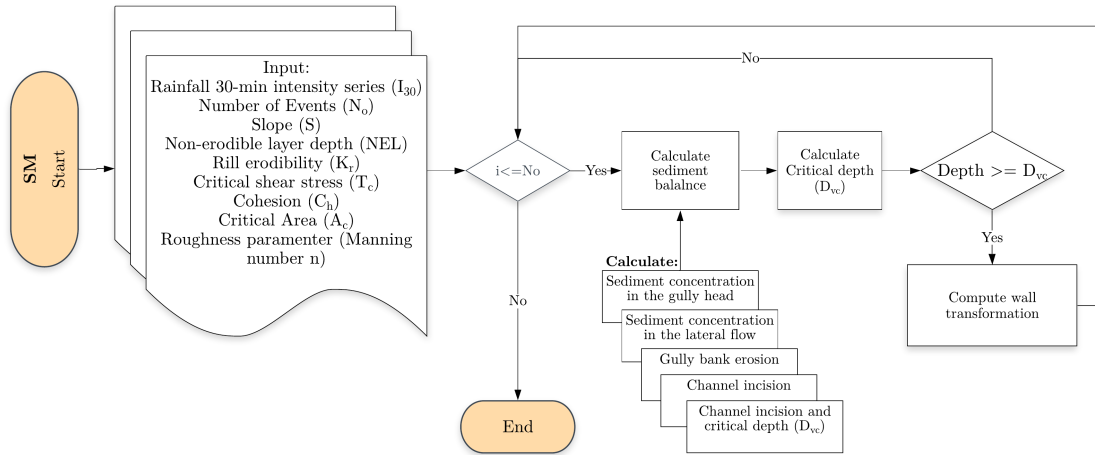 SM
Start
Input:
Rainfall 30-min intensity series (I30)
Number of Events (No)
Slope (S)
Non-erodible layer depth (NEL)
Rill erodibility (Kr)
Critical shear stress (Tc)
Cohesion (Ch)
Critical Area (Ac)
Roughness paramenter (Manning
number n)
i<=No
Yes
No
End
Calculate
sediment
balalnce
Calculate:
Sediment concentration
in the gully head
Sediment concentration
in the lateral flow
Gully bank erosion
Channel incision
Channel incision and
critical depth (Dvc)
Calculate
Critical depth
(Dvc)
Depth >= Dvc
No
Yes
Compute wall
transformation